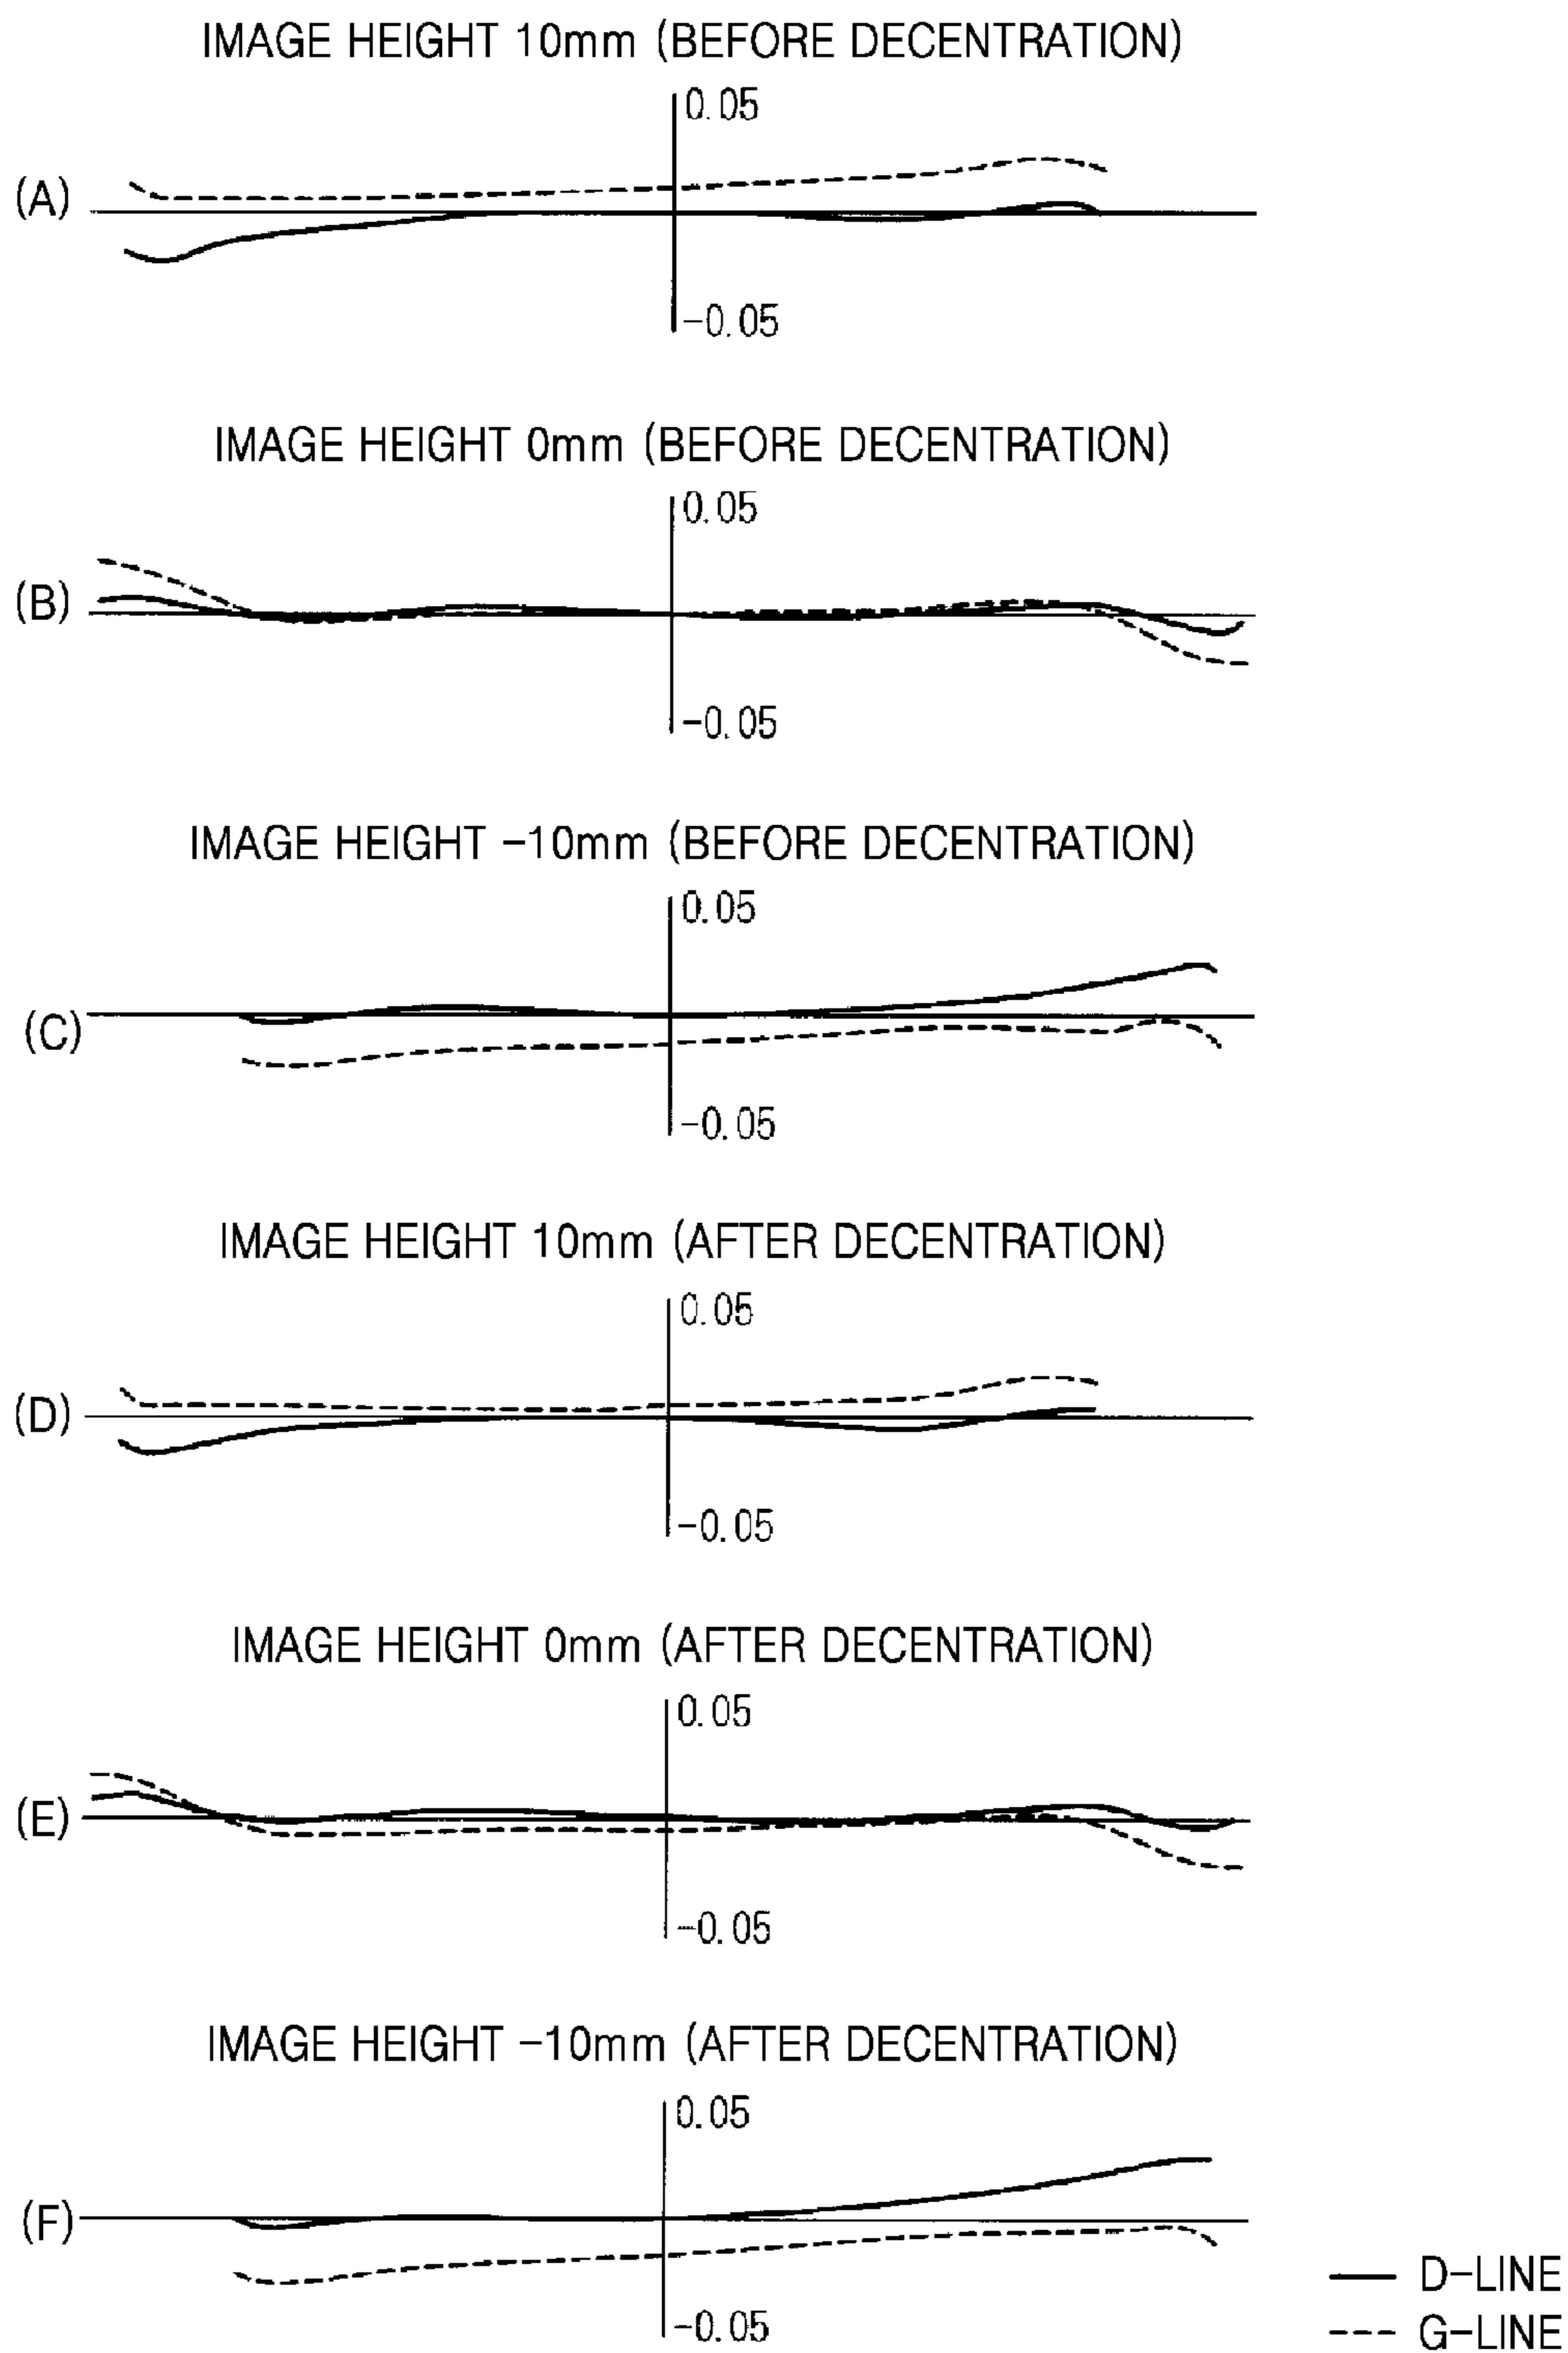 IMAGE HEIGHT 10mm (BEFORE DECENTRATION)
0.05
(A)
-0.05
IMAGE HEIGHT 0mm (BEFORE DECENTRATION)
0.05
(B)
-0.05
IMAGE HEIGHT -10mm (BEFORE DECENTRATION)
0.05
(C)
-0.05
IMAGE HEIGHT 10mm (AFTER DECENTRATION)
0.05
(D)
-0.05
IMAGE HEIGHT 0mm (AFTER DECENTRATION)
0.05
(E)
-0.05
IMAGE HEIGHT -10mm (AFTER DECENTRATION)
0.05
(F)
-0.05
D-LINE
G-LINE